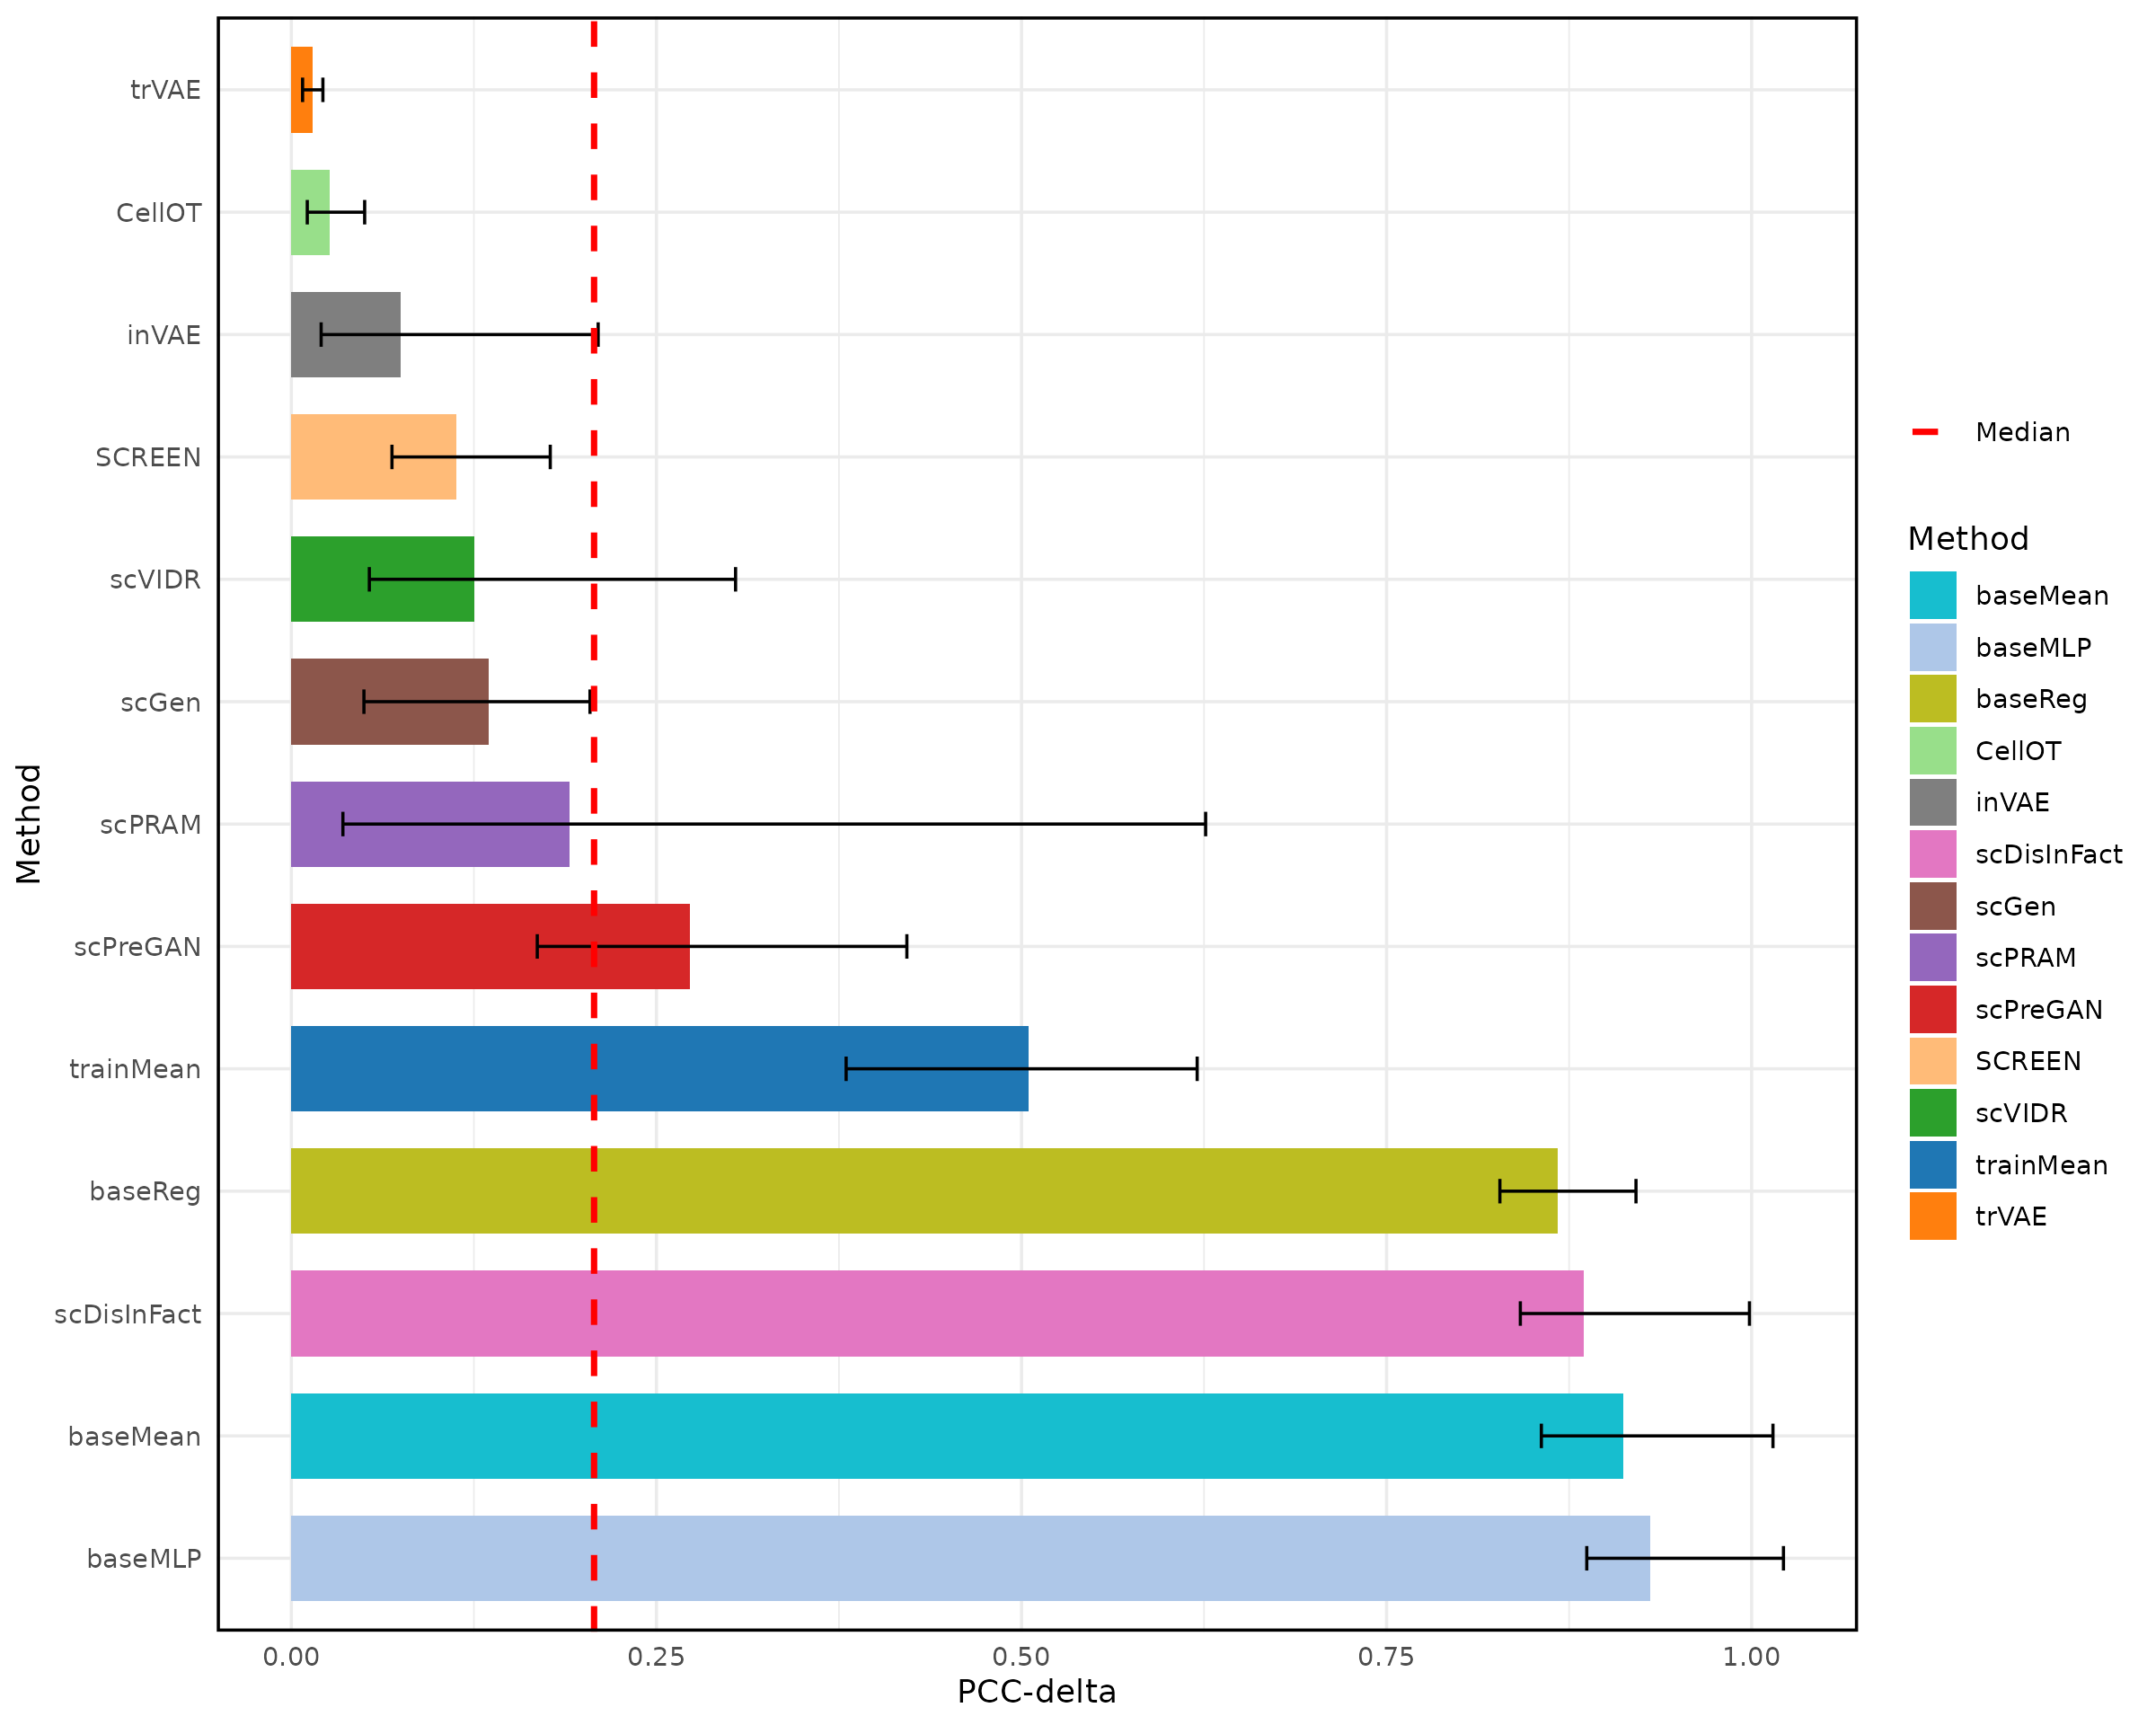 Method
trVAE
CellOT
inVAE
SCREEN
scVIDR
scGen
scPRAM
scPreGAN
trainMean
baseReg
scDisInFact
baseMean
baseMLP
0.00 0.25 0.50 0.75 1.00
PCC-delta
Median
Method
baseMean
baseMLP
baseReg
CellOT
inVAE
scDisInFact
scGen
scPRAM
scPreGAN
SCREEN
scVIDR
trainMean
trVAE